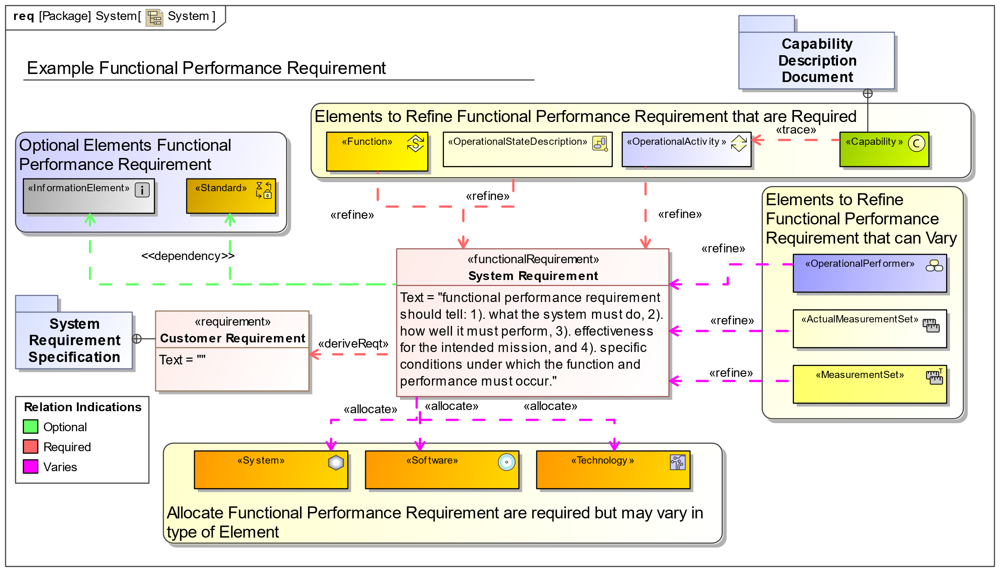 req [Package] System[ System ]
Example Functional Performance Requirement
Capability
Description
Document
Elements to Refine Functional Performance Requirement that are Required
«Function»
«OperationalStateDescription»
«OperationalActivity»
«trace»
«Capability»
C
Optional Elements Functional
Performance Requirement
«InformationElement»
i
«Standard»
«refine»
«refine»
«refine»
<<dependency>>
Elements to Refine
Functional Performance
Requirement that can Vary
«refine»
«OperationalPerformer»
«refine»
«ActualMeasurementSet»
«refine»
«MeasurementSet»
T
«functionalRequirement»
System Requirement
Text = "functional performance requirement
should tell: 1). what the system must do, 2).
how well it must perform, 3). effectiveness
for the intended mission, and 4). specific
conditions under which the function and
performance must occur."
System
Requirement
Specification
«requirement»
Customer Requirement
Text = ""
«deriveReqt»
Relation Indications
Optional
Required
Varies
«allocate»
«allocate»
«allocate»
«System»
«Software»
«Technology»
Allocate Functional Performance Requirement are required but may vary in
type of Element